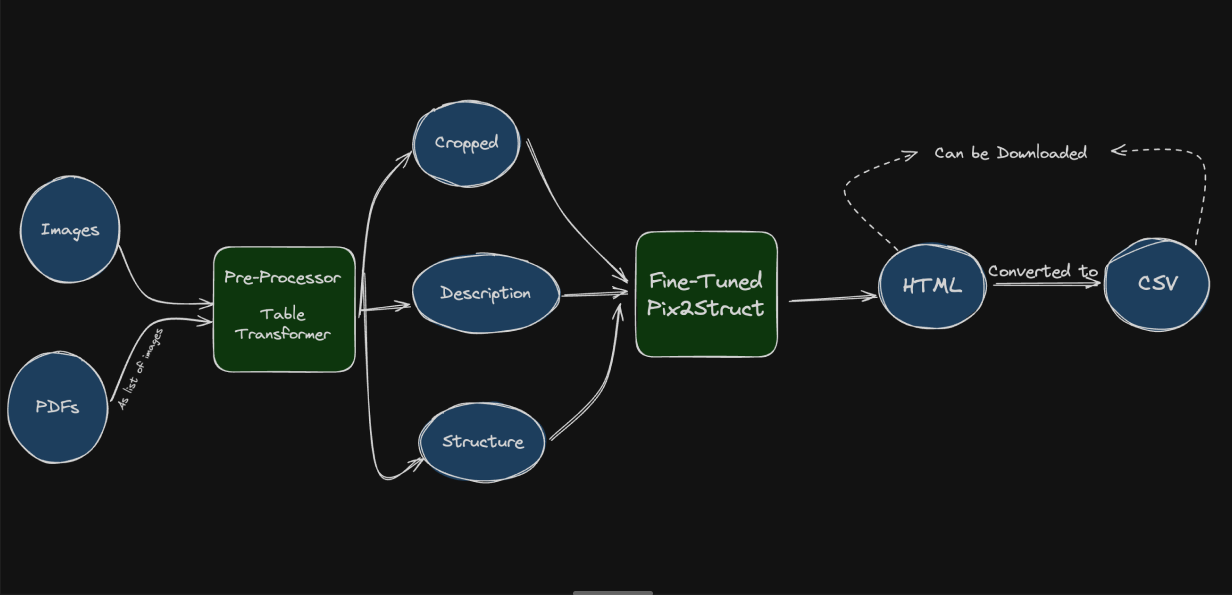 Images
PDFs
As list of images
Pre-Processor
Table
Transformer
Cropped
Description
Structure
Fine-Tuned
Pix2Struct
HTML
Converted to
CSV
Can be Downloaded